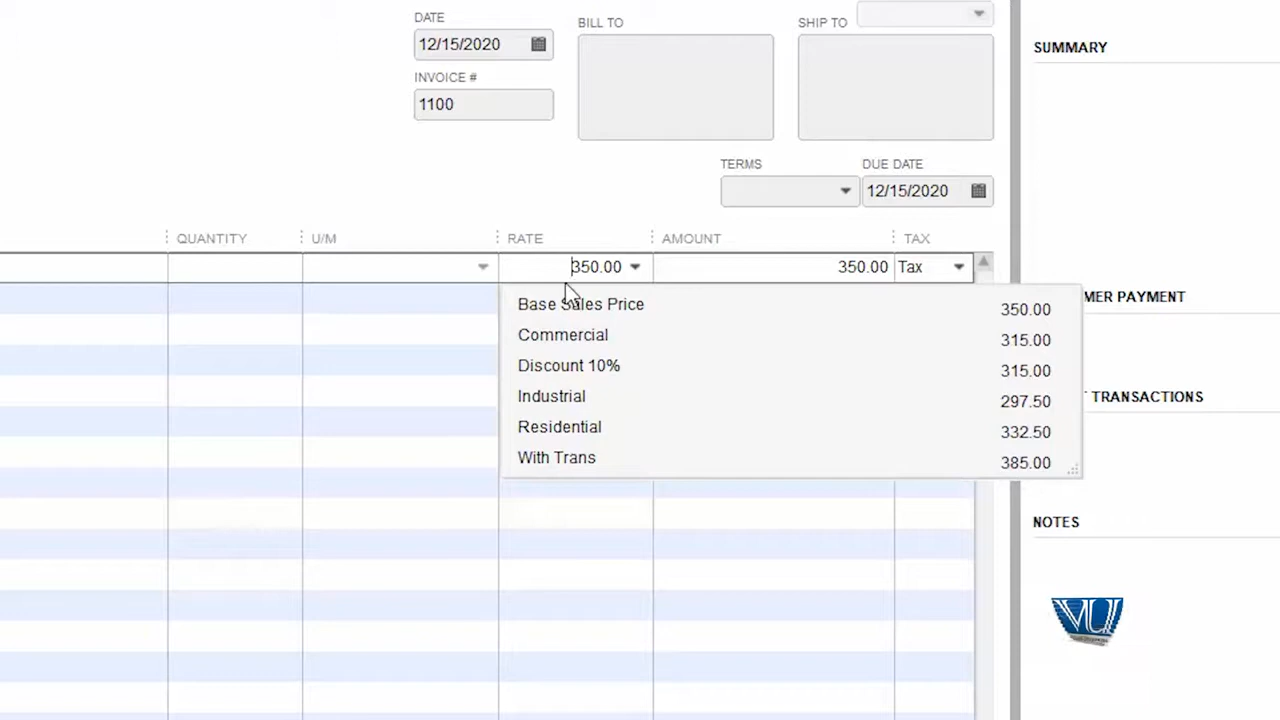 DATE
BILL TO
SHIP TO
SUMMARY
12/15/2020
INVOICE #
1100
TERMS
DUE DATE
12/15/2020
QUANTITY
U/M
RATE
AMOUNT
TAX
350.00
350.00
Tax
Base Sales Price 350.00
Commercial 315.00
Discount 10% 315.00
Industrial 297.50
Residential 332.50
With Trans 385.00
MER PAYMENT
TRANSACTIONS
NOTES
VU